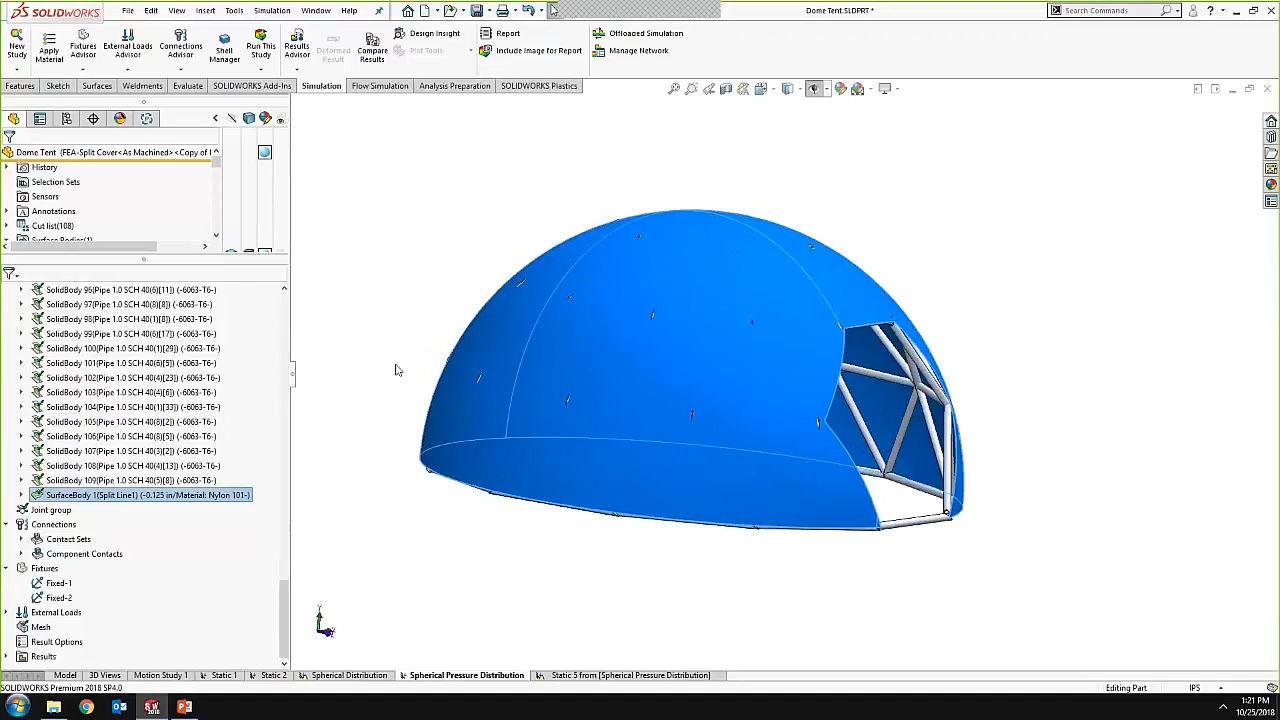 SOLIDWORKS File Edit View Insert Tools Simulation Window Help Dome Tent.SLDPRT * Search Commands
New Study
Apply Material
Fixtures Advisor
External Loads Advisor
Connections Advisor
Shell Manager
Run This Study
Results Advisor
Deformed Result
Compare Results
Design Insight
Plot Tools
Report
Include Image for Report
Offloaded Simulation
Manage Network
Features Sketch Surfaces Weldments Evaluate SOLIDWORKS Add-Ins Simulation Flow Simulation Analysis Preparation SOLIDWORKS Plastics
Dome Tent (FEA-Split Cover<As Machined><Copy of
History
Selection Sets
Sensors
Annotations
Cut list(108)
Surface Bodies(1)
SolidBody 96(Pipe 1.0 SCH 40(6)[11]) (-6063-T6-)
SolidBody 97(Pipe 1.0 SCH 40(8)[8]) (-6063-T6-)
SolidBody 98(Pipe 1.0 SCH 40(1)[8]) (-6063-T6-)
SolidBody 99(Pipe 1.0 SCH 40(6)[17]) (-6063-T6-)
SolidBody 100(Pipe 1.0 SCH 40(1)[29]) (-6063-T6-)
SolidBody 101(Pipe 1.0 SCH 40(6)[5]) (-6063-T6-)
SolidBody 102(Pipe 1.0 SCH 40(4)[23]) (-6063-T6-)
SolidBody 103(Pipe 1.0 SCH 40(4)[6]) (-6063-T6-)
SolidBody 104(Pipe 1.0 SCH 40(1)[33]) (-6063-T6-)
SolidBody 105(Pipe 1.0 SCH 40(8)[2]) (-6063-T6-)
SolidBody 106(Pipe 1.0 SCH 40(8)[5]) (-6063-T6-)
SolidBody 107(Pipe 1.0 SCH 40(3)[2]) (-6063-T6-)
SolidBody 108(Pipe 1.0 SCH 40(4)[13]) (-6063-T6-)
SolidBody 109(Pipe 1.0 SCH 40(5)[8]) (-6063-T6-)
SurfaceBody 1(Split Line1) (-0.125 in/Material: Nylon 101-)
Joint group
Connections
Contact Sets
Component Contacts
Fixtures
Fixed-1
Fixed-2
External Loads
Mesh
Result Options
Results
Y
Model 3D Views Motion Study 1 Static 1 Static 2 Spherical Distribution Spherical Pressure Distribution Static 5 from [Spherical Pressure Distribution]
SOLIDWORKS Premium 2018 SP4.0 Editing Part IPS
1:21 PM
10/25/2018